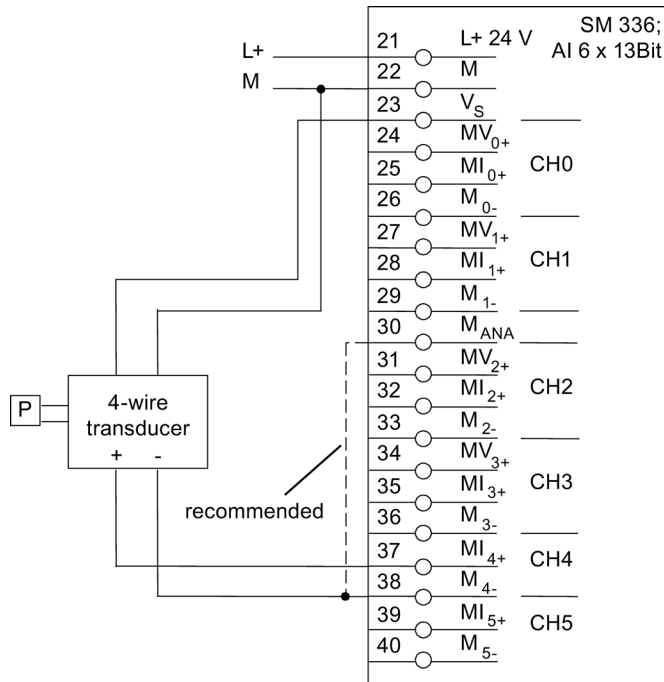 SM 336;
AI 6 x 13Bit
L+
M
21 L+ 24 V
22 M
23 VS
24 MV0+
25 MI0+
26 M0-
CH0
27 MV1+
28 MI1+
29 M1-
CH1
30 MANA
31 MV2+
32 MI2+
33 M2-
CH2
34 MV3+
35 MI3+
36 M3-
CH3
37 MI4+
38 M4-
CH4
39 MI5+
40 M5-
CH5
P
4-wire
transducer
+ -
recommended